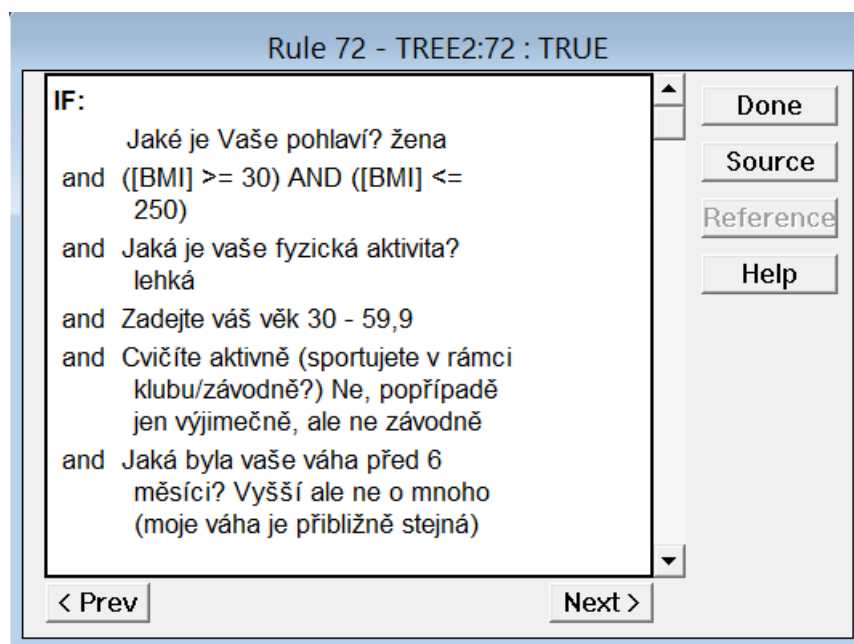 Rule 72 - TREE2:72 : TRUE
IF:
Jaké je Vaše pohlaví? žena
and ([BMI] >= 30) AND ([BMI] <=
250)
and Jaká je vaše fyzická aktivita?
lehká
and Zadejte váš věk 30 - 59,9
and Cvičíte aktivně (sportujete v rámci
klubu/závodně?) Ne, popřípadě
jen výjimečně, ale ne závodně
and Jaká byla vaše váha před 6
měsíci? Vyšší ale ne o mnoho
(moje váha je přibližně stejná)
Done
Source
Reference
Help
< Prev
Next >